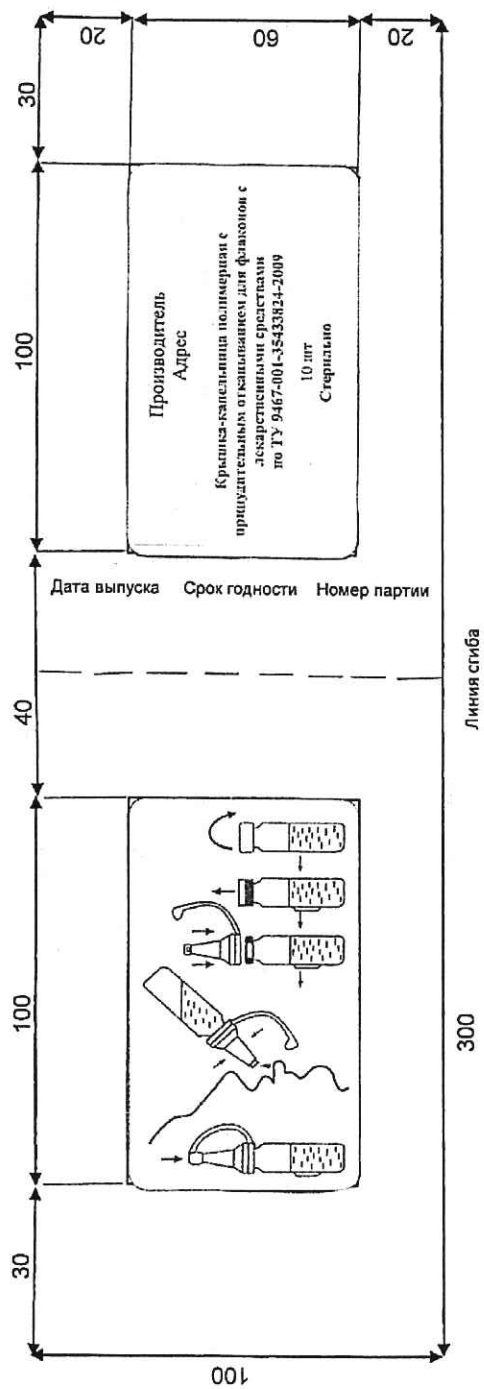 30
100
40
100
30
20
60
20
100
300
Производитель
Адрес
Крышка-капельница полимерная с
принудительным откапыванием для флаконов с
лекарственными средствами
по ТУ 9467-001-35433824-2009
10 шт
Стерильно
Дата выпуска Срок годности Номер партии
Линия сгиба